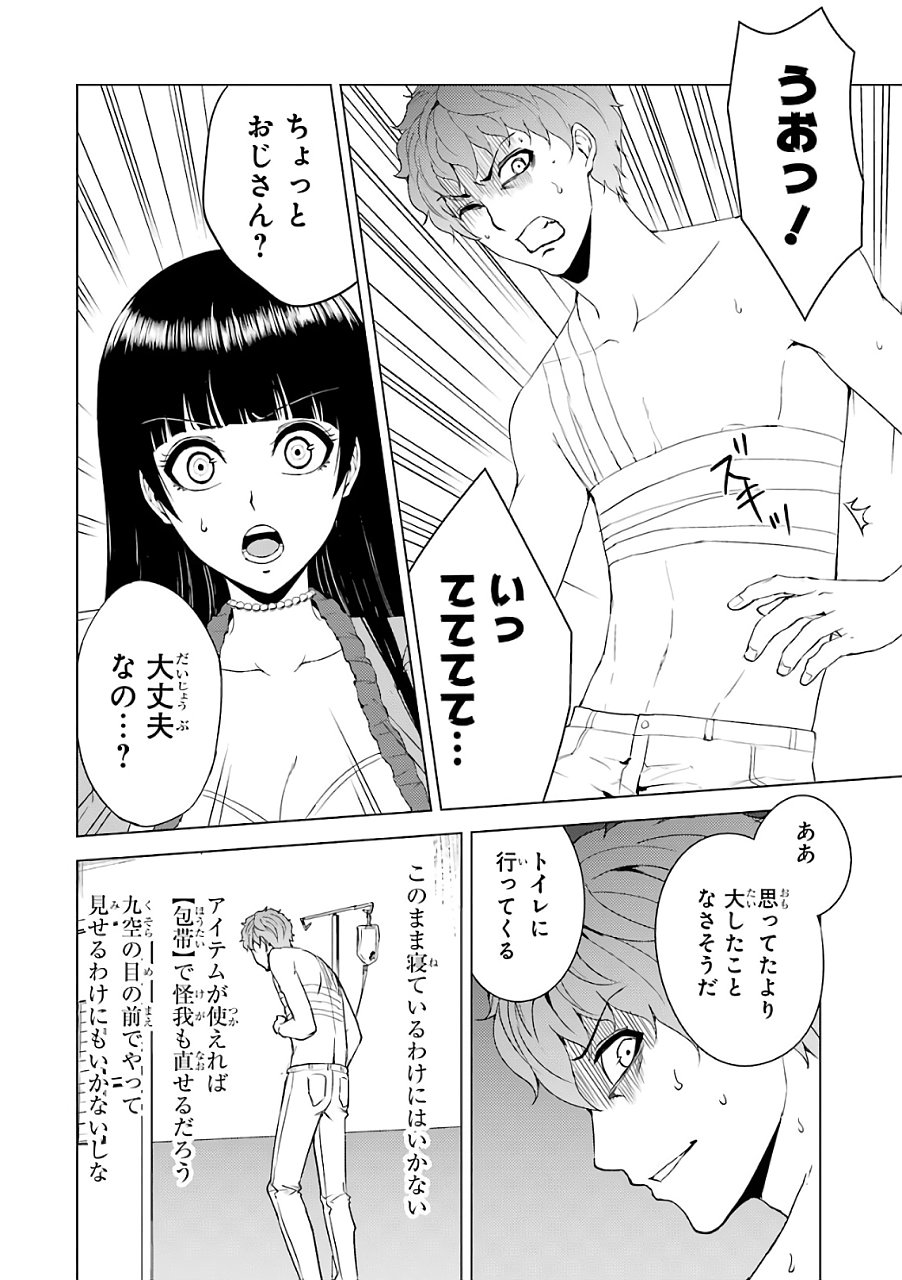 うおっ！
ズキッ
いっ
てててて…
ちょっと
おじさん？
大丈夫
なの…？
ああ
思ってたより
大したこと
なさそうだ
トイレに
行ってくる
このまま寝ているわけにはいかない
アイテムが使えれば
【包帯】で怪我も直せるだろう
九空の目の前でやって
見せるわけにもいかないしな